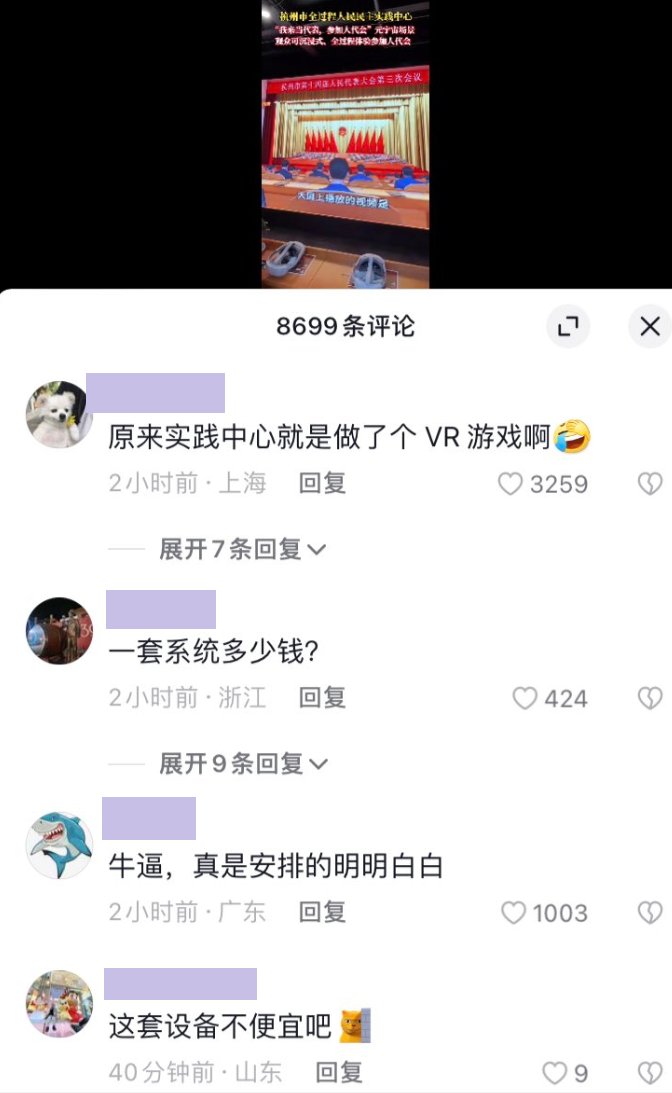 杭州市全过程人民民主实践中心
“我来当代表，参加人代会”元宇宙场景
观众可沉浸式、全过程体验参加人代会
杭州市第十四届人民代表大会第三次会议
大屏上播放的视频是
8699条评论
原来实践中心就是做了个 VR 游戏啊
2小时前 · 上海 回复 3259
展开7条回复
一套系统多少钱?
2小时前 · 浙江 回复 424
展开9条回复
牛逼，真是安排的明明白白
2小时前 · 广东 回复 1003
这套设备不便宜吧
40分钟前 · 山东 回复 9